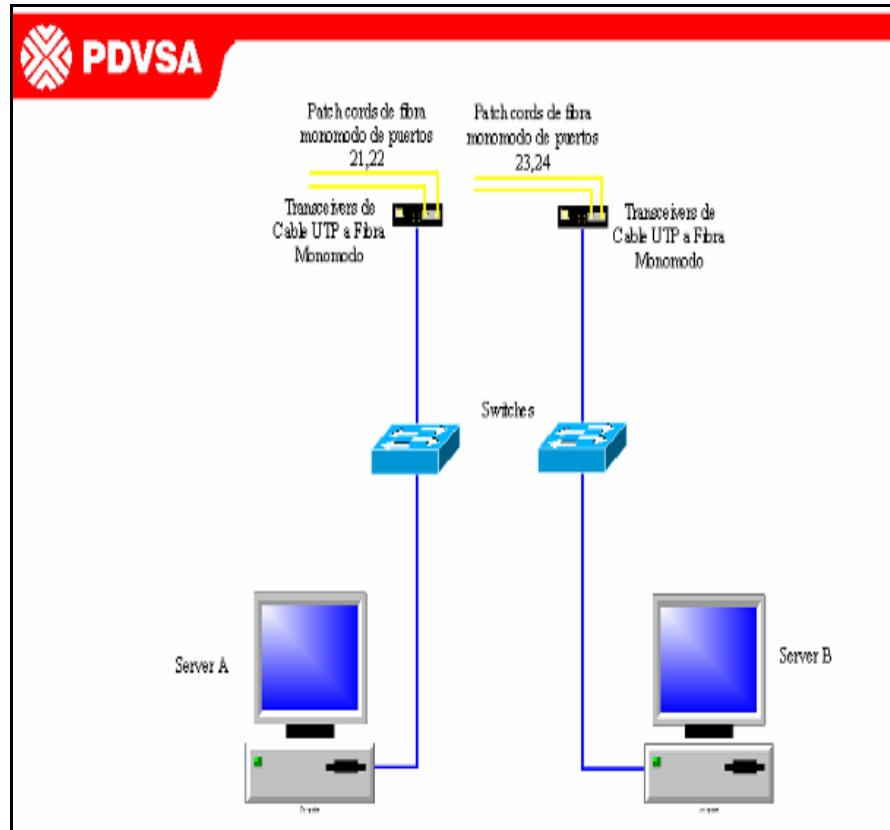 PDVSA
Patch cords de fibra
monomodo de puertos
21,22
Patch cords de fibra
monomodo de puertos
23,24
Transceivers de
Cable UTP a Fibra
Monomodo
Transceivers de
Cable UTP a Fibra
Monomodo
Switches
Server A
Server B